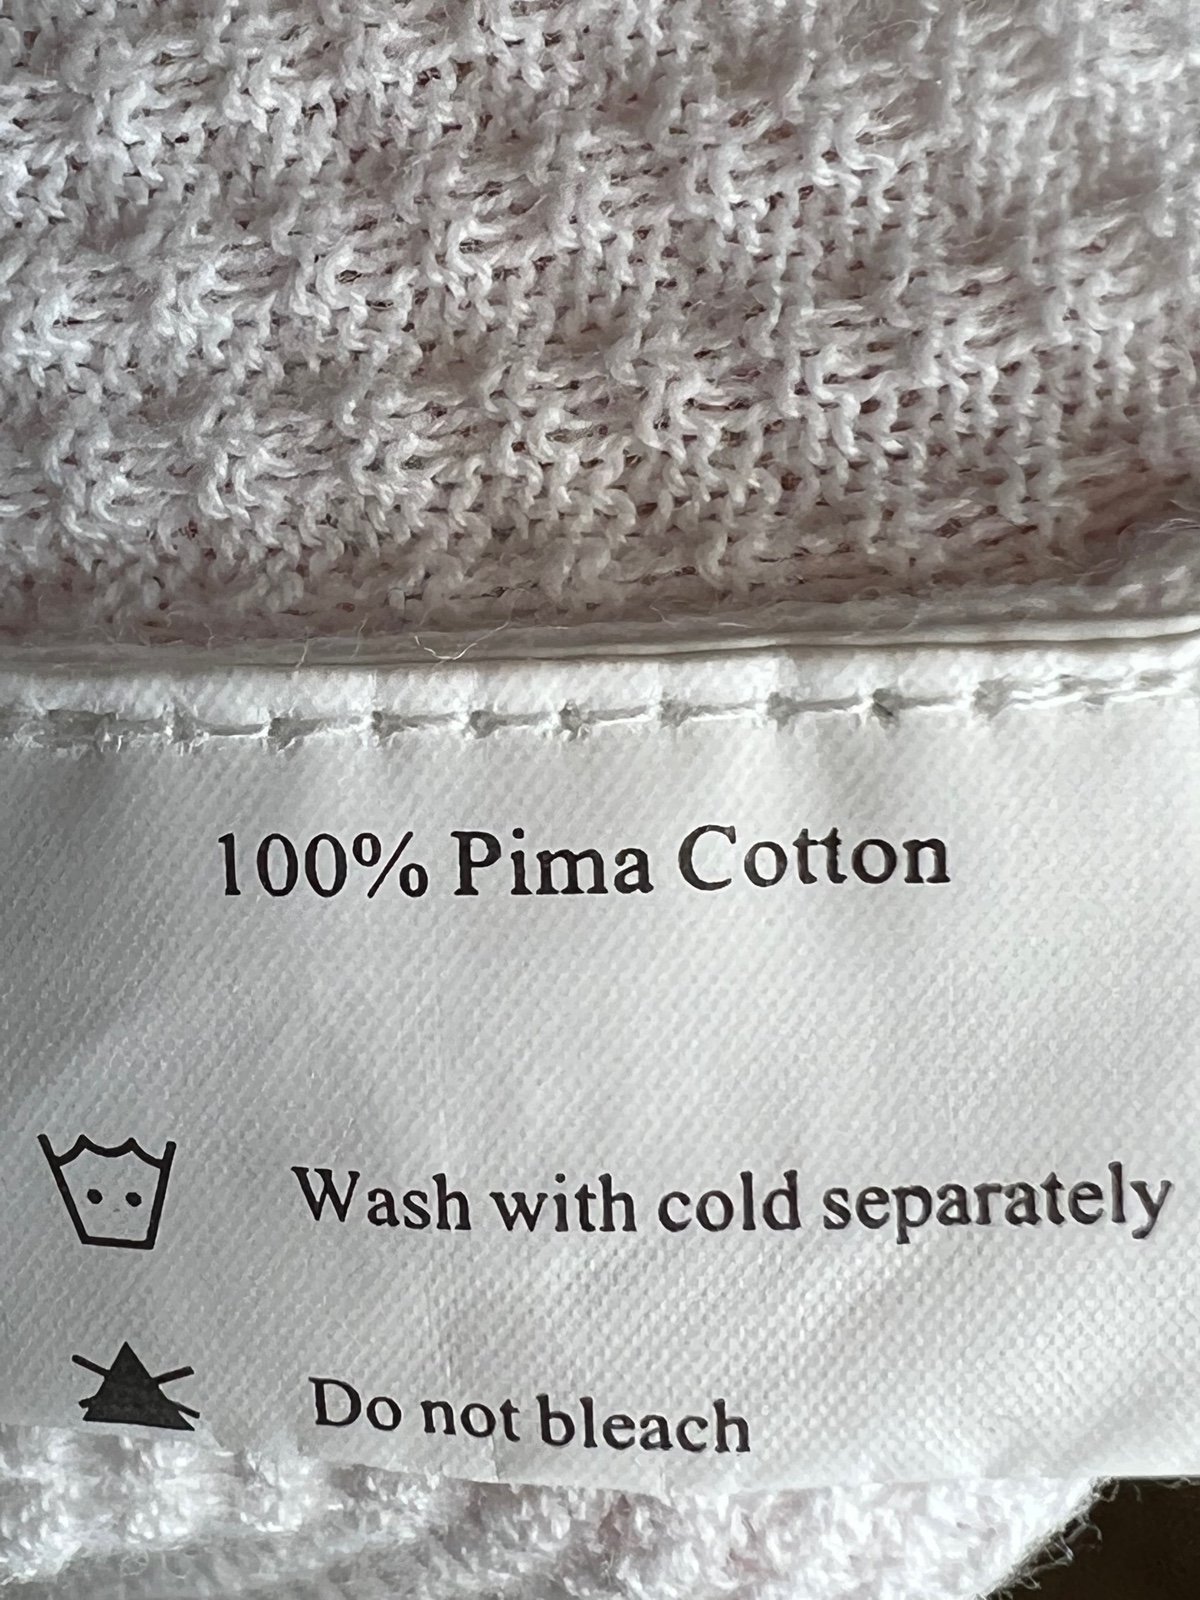 100% Pima Cotton
Wash with cold separately
Do not bleach